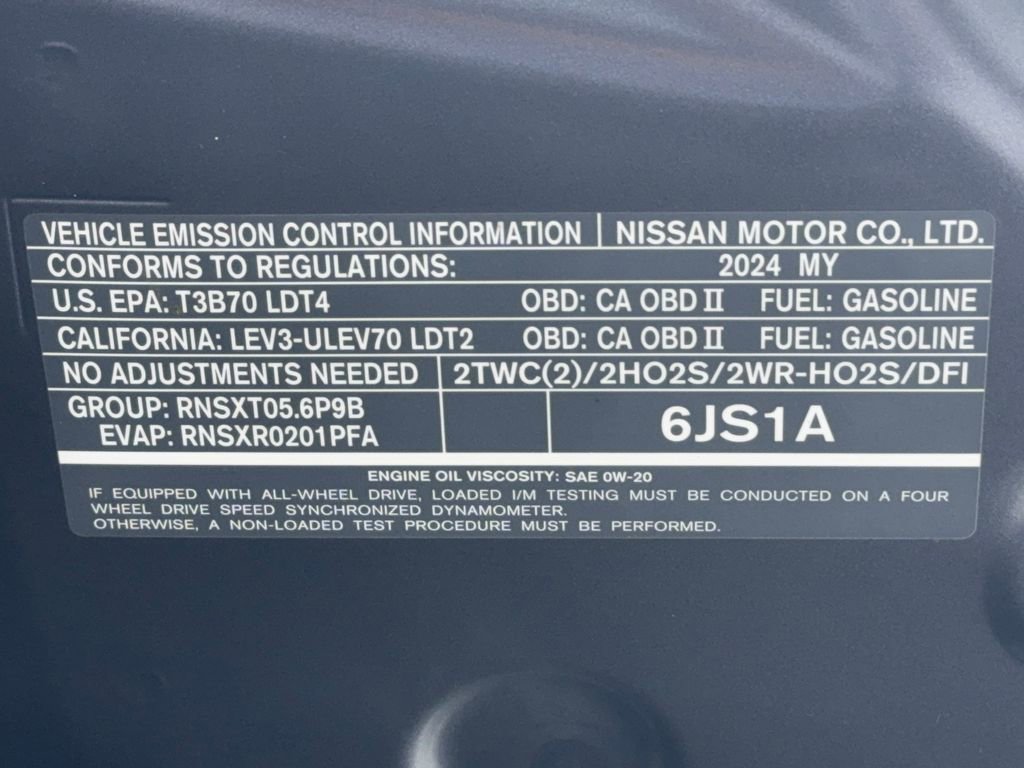 VEHICLE EMISSION CONTROL INFORMATION NISSAN MOTOR CO., LTD.
CONFORMS TO REGULATIONS: 2024 MY
U.S. EPA: T3B70 LDT4 OBD: CA OBD II FUEL: GASOLINE
CALIFORNIA: LEV3-ULEV70 LDT2 OBD: CA OBD II FUEL: GASOLINE
NO ADJUSTMENTS NEEDED 2TWC(2)/2HO2S/2WR-HO2S/DFI
GROUP: RNSXT05.6P9B
EVAP: RNSXR0201PFA
6JS1A
ENGINE OIL VISCOSITY: SAE 0W-20
IF EQUIPPED WITH ALL-WHEEL DRIVE, LOADED I/M TESTING MUST BE CONDUCTED ON A FOUR
WHEEL DRIVE SPEED SYNCHRONIZED DYNAMOMETER.
OTHERWISE, A NON-LOADED TEST PROCEDURE MUST BE PERFORMED.